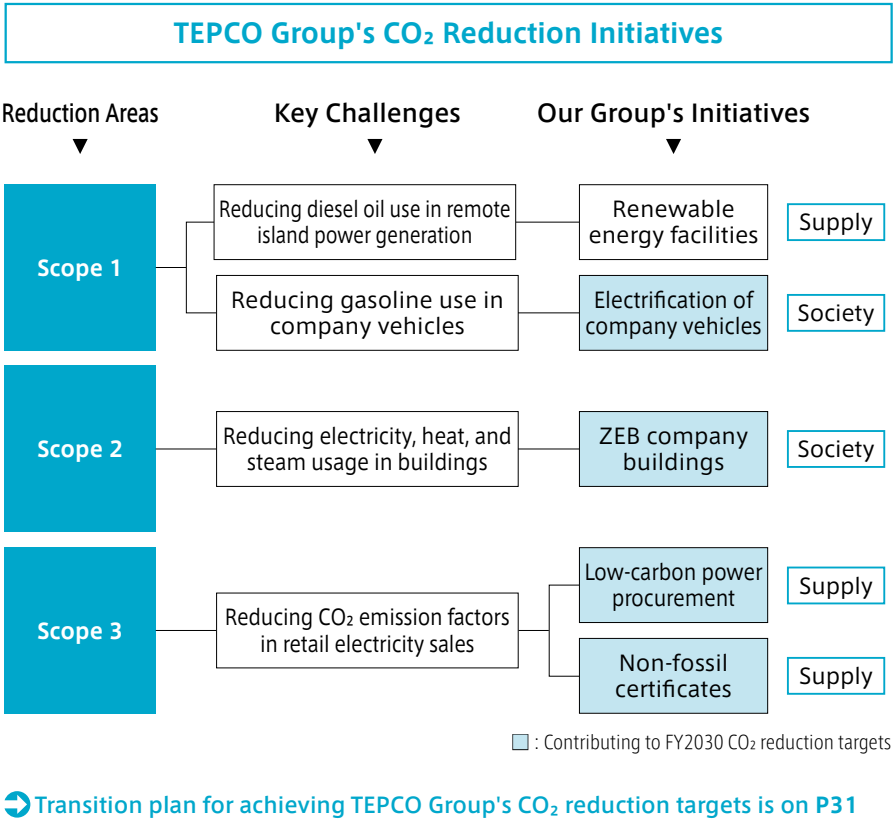 TEPCO Group's CO₂ Reduction Initiatives
Reduction Areas
Key Challenges
Our Group's Initiatives
▼
▼
▼
Scope 1
Reducing diesel oil use in remote
island power generation
Renewable
energy facilities
Supply
Reducing gasoline use in
company vehicles
Electrification of
company vehicles
Society
Scope 2
Reducing electricity, heat, and
steam usage in buildings
ZEB company
buildings
Society
Scope 3
Reducing CO₂ emission factors
in retail electricity sales
Low-carbon power
procurement
Supply
Non-fossil
certificates
Supply
: Contributing to FY2030 CO₂ reduction targets
Transition plan for achieving TEPCO Group's CO₂ reduction targets is on P31